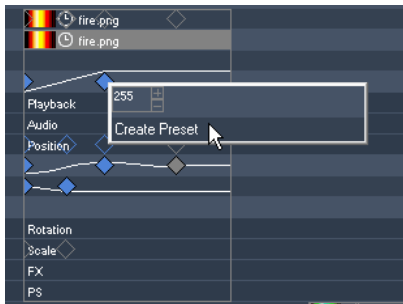 fire.png
fire.png
255
Playback
Create Preset
Audio
Position
Rotation
Scale
FX
PS